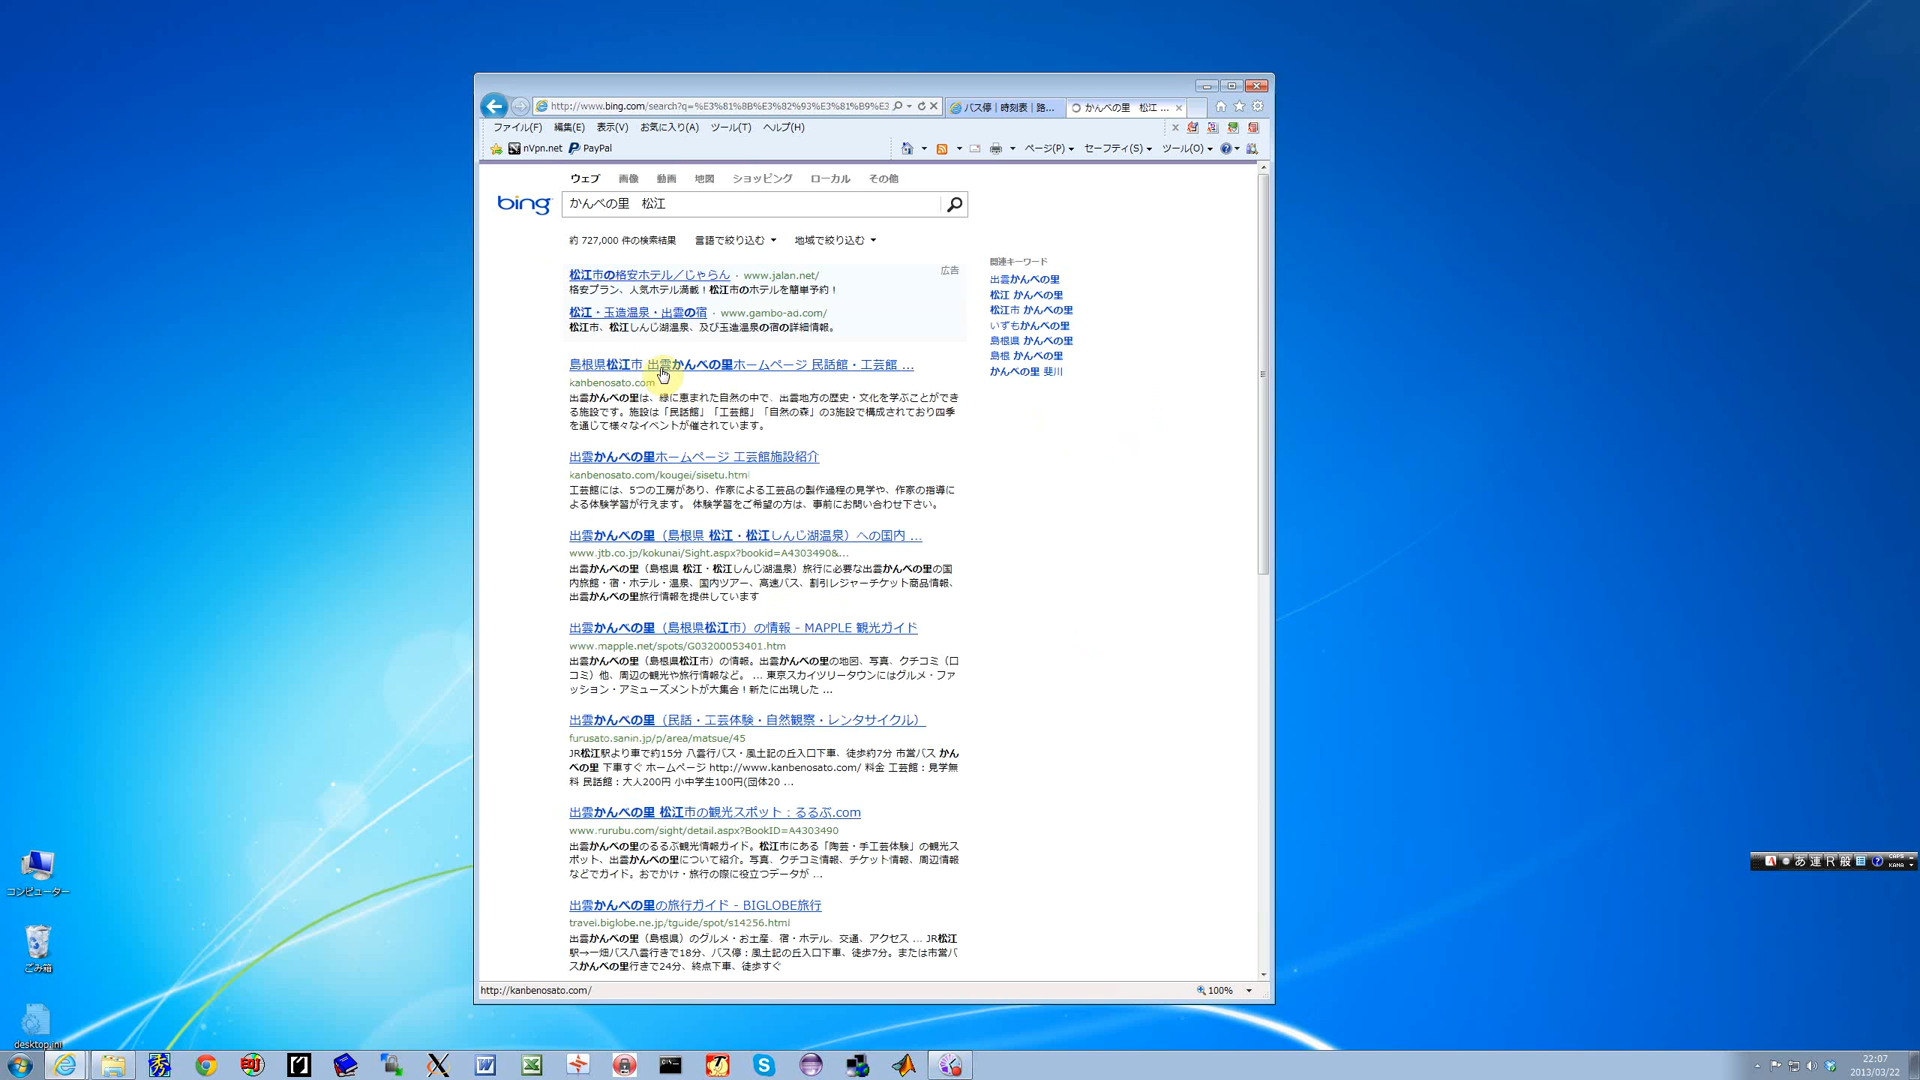 http://www.bing.com/search?q=%E3%81%8B%E3%82%93%E3%81%B9%E3
バス停 | 時刻表 | 路...
かんべの里　松江 ...
ファイル(F) 編集(E) 表示(V) お気に入り(A) ツール(T) ヘルプ(H)
nVpn.net PayPal
ページ(P) セーフティ(S) ツール(O)
ウェブ 画像 動画 地図 ショッピング ローカル その他
bing かんべの里　松江
約 727,000 件の検索結果 言語で絞り込む 地域で絞り込む
広告
松江市の格安ホテル／じゃらん · www.jalan.net/
格安プラン、人気ホテル満載！松江市のホテルを簡単予約！
松江・玉造温泉・出雲の宿 · www.gambo-ad.com/
松江市、松江しんじ湖温泉、及び玉造温泉の宿の詳細情報。
島根県松江市 出雲かんべの里ホームページ 民話館・工芸館 ...
kanbenosato.com
出雲かんべの里は、緑に恵まれた自然の中で、出雲地方の歴史・文化を学ぶことができ
る施設です。施設は「民話館」「工芸館」「自然の森」の3施設で構成されており四季
を通じて様々なイベントが催されています。
出雲かんべの里ホームページ 工芸館施設紹介
kanbenosato.com/kougei/sisetu.html
工芸館には、5つの工房があり、作家による工芸品の製作過程の見学や、作家の指導に
よる体験学習が行えます。 体験学習をご希望の方は、事前にお問い合わせ下さい。
出雲かんべの里（島根県 松江・松江しんじ湖温泉）への国内 ...
www.jtb.co.jp/kokunai/Sight.aspx?bookid=A4303490&...
出雲かんべの里（島根県 松江・松江しんじ湖温泉）旅行に必要な出雲かんべの里の国
内旅館・宿・ホテル・温泉、国内ツアー、高速バス、割引レジャーチケット商品情報、
出雲かんべの里旅行情報を提供しています
出雲かんべの里（島根県松江市）の情報 - MAPPLE 観光ガイド
www.mapple.net/spots/G03200053401.htm
出雲かんべの里（島根県松江市）の情報。出雲かんべの里の地図、写真、クチコミ（口
コミ）他、周辺の観光や旅行情報など。 ... 東京スカイツリータウンにはグルメ・ファ
ッション・アミューズメントが大集合！新たに出現した ...
出雲かんべの里（民話・工芸体験・自然観察・レンタサイクル）
furusato.sanin.jp/p/area/matsue/45
JR松江駅より車で約15分 八雲行バス・風土記の丘入口下車、徒歩約7分 市営バス かん
べの里 下車すぐ ホームページ http://www.kanbenosato.com/ 料金 工芸館：見学無
料 民話館：大人200円 小中学生100円(団体20 ...
出雲かんべの里 松江市の観光スポット：るるぶ.com
www.rurubu.com/sight/detail.aspx?BookID=A4303490
出雲かんべの里のるるぶ観光情報ガイド。松江市にある「陶芸・手工芸体験」の観光ス
ポット、出雲かんべの里について紹介。写真、クチコミ情報、チケット情報、周辺情報
などでガイド。おでかけ・旅行の際に役立つデータが ...
出雲かんべの里の旅行ガイド - BIGLOBE旅行
travel.biglobe.ne.jp/tguide/spot/s14256.html
出雲かんべの里（島根県）のグルメ・お土産、宿・ホテル、交通、アクセス ... JR松江
駅→一畑バス八雲行きで18分、バス停：風土記の丘入口下車、徒歩7分。または市営バ
スかんべの里行きで24分、終点下車、徒歩すぐ
関連キーワード
出雲かんべの里
松江 かんべの里
松江市 かんべの里
いずもかんべの里
島根県 かんべの里
島根 かんべの里
かんべの里 斐川
http://kanbenosato.com/
100%
コンピューター
ごみ箱
desktop.ini
A あ 連 R 般 CAPS KANA
22:07
2013/03/22